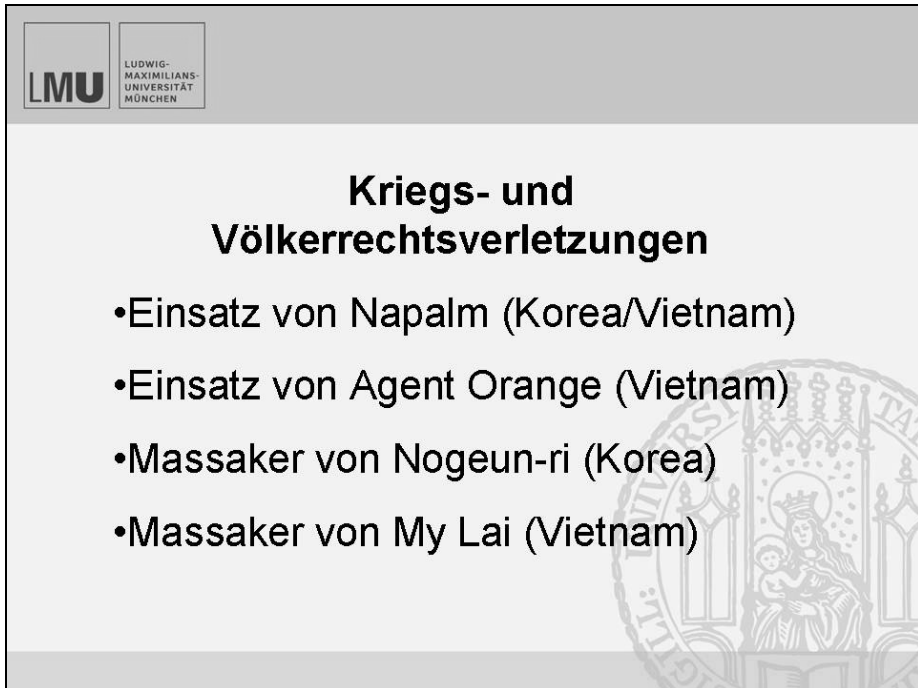 LMU
LUDWIG-
MAXIMILIANS-
UNIVERSITÄT
MÜNCHEN
Kriegs- und
Völkerrechtsverletzungen
•Einsatz von Napalm (Korea/Vietnam)
•Einsatz von Agent Orange (Vietnam)
•Massaker von Nogeun-ri (Korea)
•Massaker von My Lai (Vietnam)